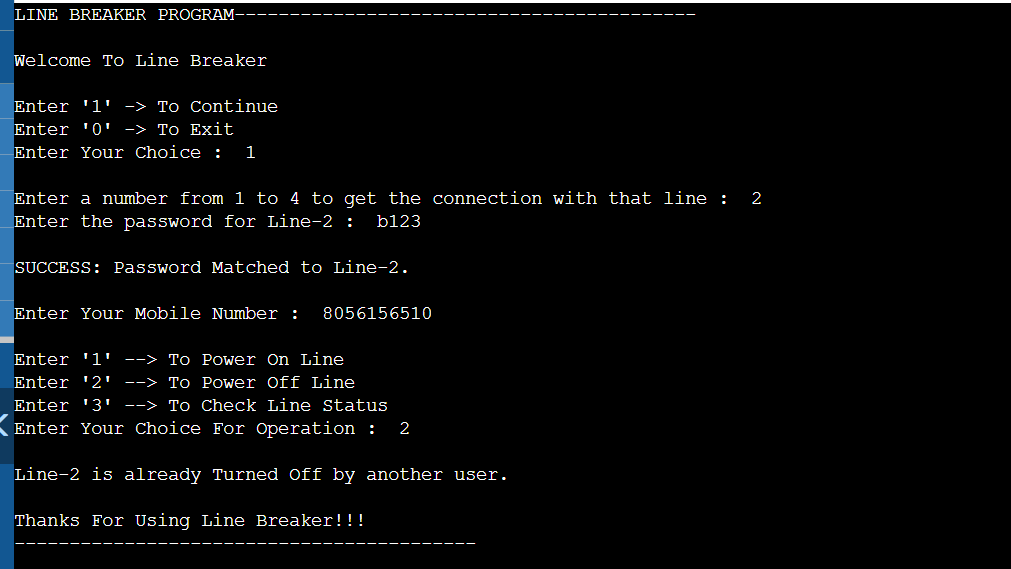 LINE BREAKER PROGRAM------------------------------------------
Welcome To Line Breaker
Enter '1' -> To Continue
Enter '0' -> To Exit
Enter Your Choice :  1
Enter a number from 1 to 4 to get the connection with that line :  2
Enter the password for Line-2 :  b123
SUCCESS: Password Matched to Line-2.
Enter Your Mobile Number :  8056156510
Enter '1' --> To Power On Line
Enter '2' --> To Power Off Line
Enter '3' --> To Check Line Status
Enter Your Choice For Operation :  2
Line-2 is already Turned Off by another user.
Thanks For Using Line Breaker!!!
------------------------------------------